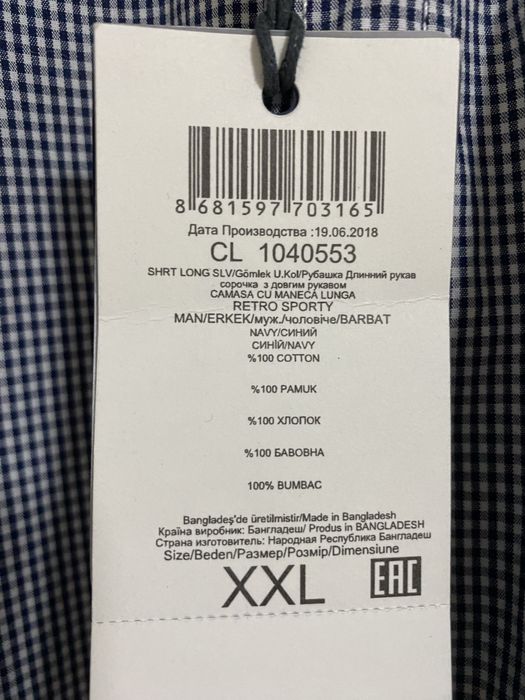 8 681597 703165
Дата Производства :19.06.2018
CL 1040553
SHRT LONG SLV/Gömlek U.Kol/Рубашка Длинний рукав
сорочка з довгим рукавом
CAMASA CU MANECA LUNGA
RETRO SPORTY
MAN/ERKEK/муж./чоловіче/BARBAT
NAVY/СИНИЙ
СИНІЙ/NAVY
%100 COTTON
%100 PAMUK
%100 ХЛОПОК
%100 БАВОВНА
100% BUMBAC
Bangladeş'de üretilmistir/Made in Bangladesh
Країна виробник: Бангладеш/ Produs in BANGLADESH
Страна изготовитель: Народная Республика Бангладеш
Size/Beden/Размер/Розмір/Dimensiune
XXL EAC